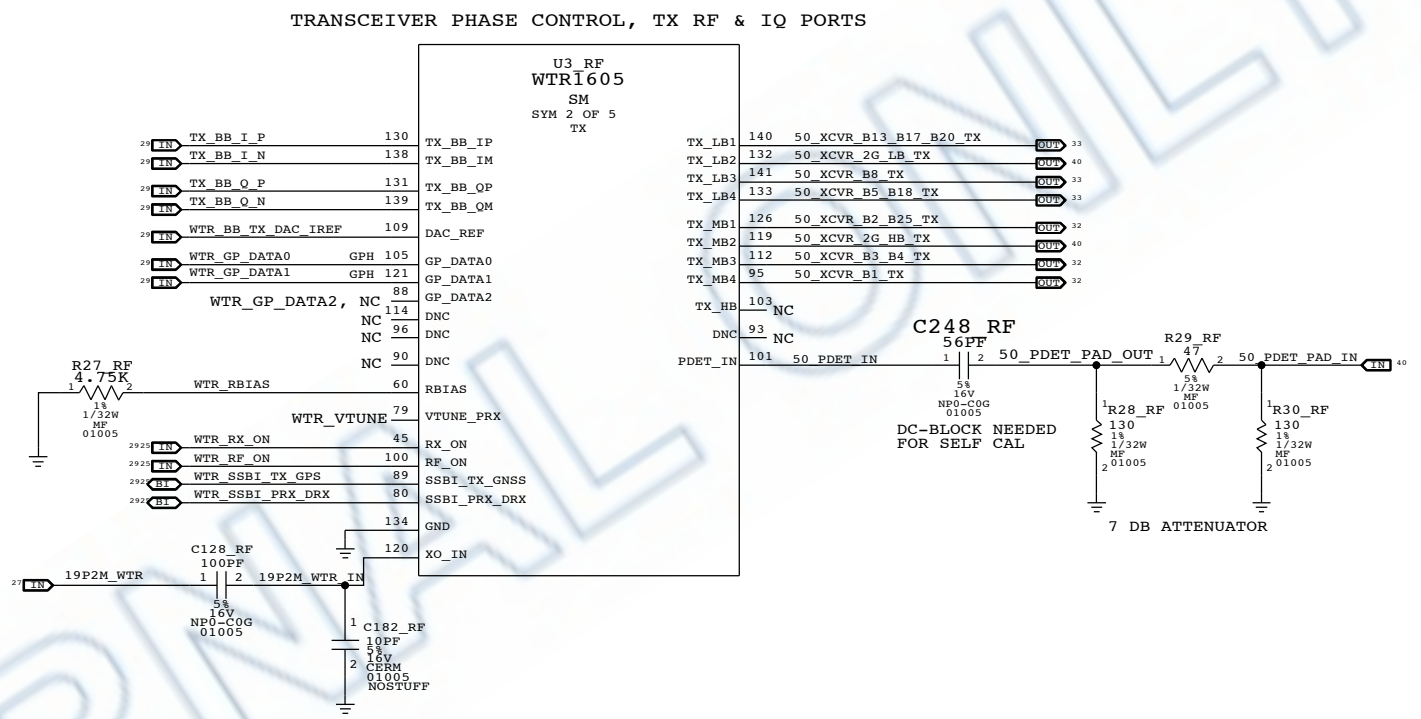 TRANSCEIVER PHASE CONTROL, TX RF & IQ PORTS
U3_RF
WTR1605
SM
SYM 2 OF 5
TX
29 IN TX_BB_I_P 130 TX_BB_IP
29 IN TX_BB_I_N 138 TX_BB_IM
29 IN TX_BB_Q_P 131 TX_BB_QP
29 IN TX_BB_Q_N 139 TX_BB_QM
29 IN WTR_BB_TX_DAC_IREF 109 DAC_REF
29 IN WTR_GP_DATA0 GPH 105 GP_DATA0
29 IN WTR_GP_DATA1 GPH 121 GP_DATA1
WTR_GP_DATA2, NC 88 GP_DATA2
NC 114 DNC
NC 96 DNC
NC 90 DNC
R27_RF
4.75K
1 2 WTR_RBIAS 60 RBIAS
1%
1/32W
MF
01005
WTR_VTUNE 79 VTUNE_PRX
2925 IN WTR_RX_ON 45 RX_ON
2925 IN WTR_RF_ON 100 RF_ON
2925 BI WTR_SSBI_TX_GPS 89 SSBI_TX_GNSS
2925 BI WTR_SSBI_PRX_DRX 80 SSBI_PRX_DRX
134 GND
120 XO_IN
C128_RF
100PF
27 IN 19P2M_WTR 1 2 19P2M_WTR_IN
5%
16V
NP0-C0G
01005
1 C182_RF
10PF
5%
16V
2 CERM
01005
NOSTUFF
TX_LB1 140 50_XCVR_B13_B17_B20_TX OUT 33
TX_LB2 132 50_XCVR_2G_LB_TX OUT 40
TX_LB3 141 50_XCVR_B8_TX OUT 33
TX_LB4 133 50_XCVR_B5_B18_TX OUT 33
TX_MB1 126 50_XCVR_B2_B25_TX OUT 32
TX_MB2 119 50_XCVR_2G_HB_TX OUT 40
TX_MB3 112 50_XCVR_B3_B4_TX OUT 32
TX_MB4 95 50_XCVR_B1_TX OUT 32
TX_HB 103 NC
DNC 93 NC
PDET_IN 101 50_PDET_IN
C248_RF
56PF
1 2
5%
16V
NP0-C0G
01005
DC-BLOCK NEEDED
FOR SELF CAL
50_PDET_PAD_OUT
R29_RF
47
1 2
5%
1/32W
MF
01005
50_PDET_PAD_IN IN 40
1 R28_RF
130
1%
1/32W
MF
2 01005
1 R30_RF
130
1%
1/32W
MF
2 01005
7 DB ATTENUATOR
RNAL ONLY